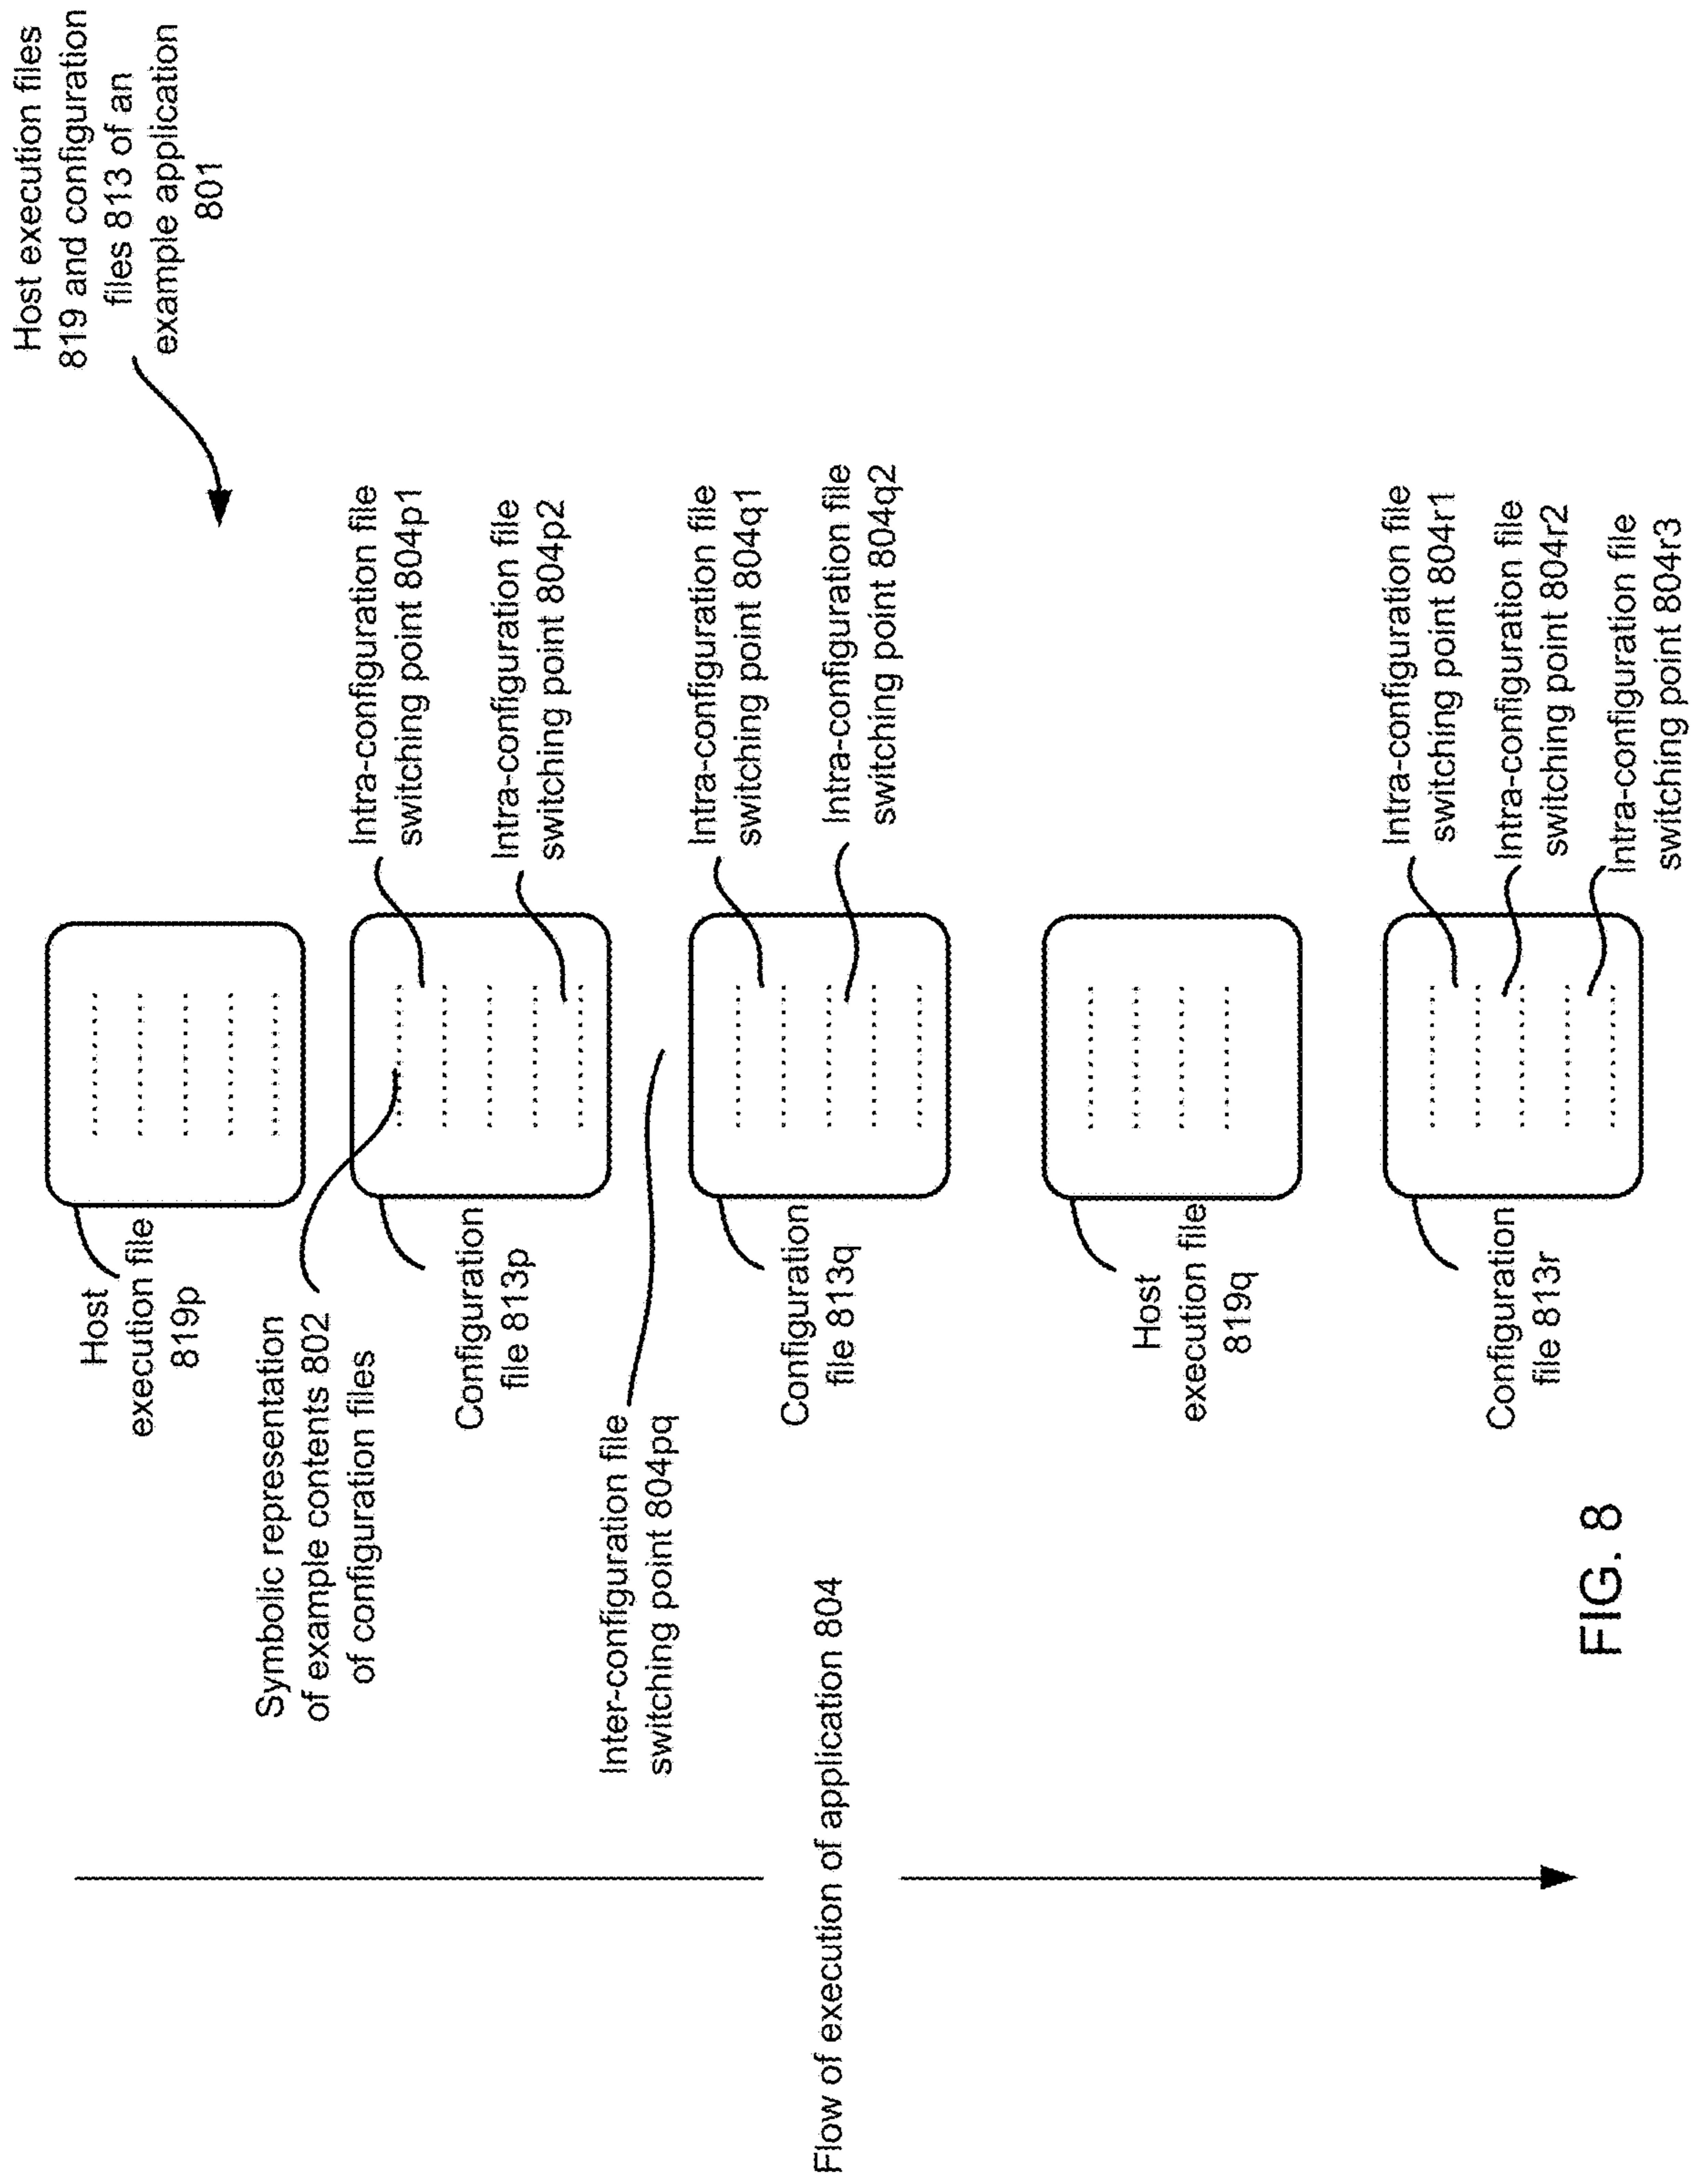 Host execution files
819 and configuration
files 813 of an
example application
801
Host
execution file
819p
Symbolic representation
of example contents 802
of configuration files
Configuration
file 813p
Intra-configuration file
switching point 804p1
Intra-configuration file
switching point 804p2
Inter-configuration file
switching point 804pq
Configuration
file 813q
Intra-configuration file
switching point 804q1
Intra-configuration file
switching point 804q2
Flow of execution of application 804
Host
execution file
819q
Configuration
file 813r
Intra-configuration file
switching point 804r1
Intra-configuration file
switching point 804r2
Intra-configuration file
switching point 804r3
FIG. 8